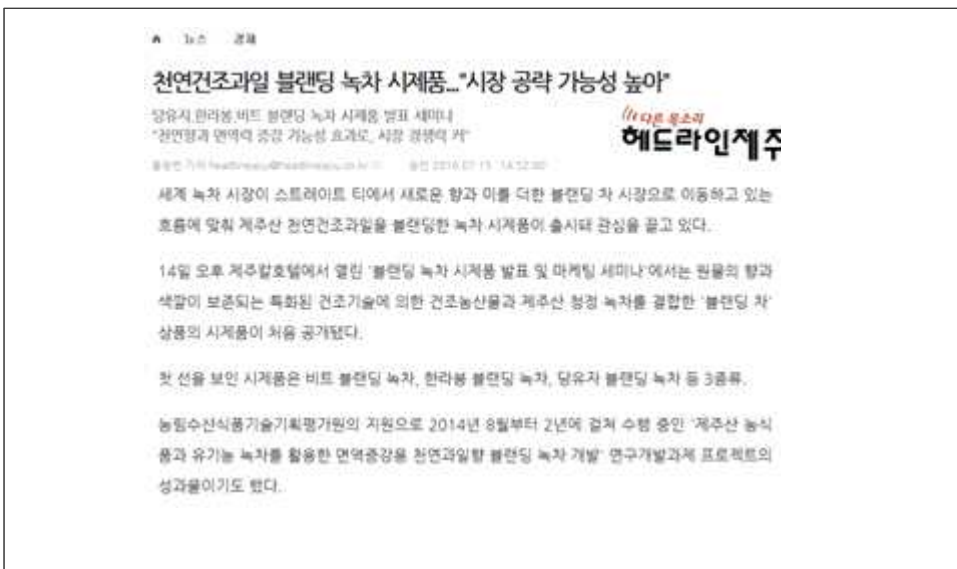 뉴스 경제
천연건조과일 블랜딩 녹차 시제품..."시장 공략 가능성 높아"
당유자.한라봉.비트 블랜딩 녹차 시제품 발표 세미나
"천연향과 면역력 증강 기능성 효과로, 시장 경쟁력 커"
다른 목소리
헤드라인제주
세계 녹차 시장이 스트레이트 티에서 새로운 향과 미를 더한 블랜딩 차 시장으로 이동하고 있는
흐름에 맞춰 제주산 천연건조과일을 블랜딩한 녹차 시제품이 출시돼 관심을 끌고 있다.
14일 오후 제주칼호텔에서 열린 '블랜딩 녹차 시제품 발표 및 마케팅 세미나'에서는 원물의 향과
색깔이 보존되는 특화된 건조기술에 의한 건조농산물과 제주산 청정 녹차를 결합한 '블랜딩 차'
상품의 시제품이 처음 공개됐다.
첫 선을 보인 시제품은 비트 블랜딩 녹차, 한라봉 블랜딩 녹차, 당유자 블랜딩 녹차 등 3종류.
농림수산식품기술기획평가원의 지원으로 2014년 8월부터 2년에 걸쳐 수행 중인 '제주산 농식
품과 유기농 녹차를 활용한 면역증강용 천연과일향 블랜딩 녹차 개발' 연구개발과제 프로젝트의
성과물이기도 했다.